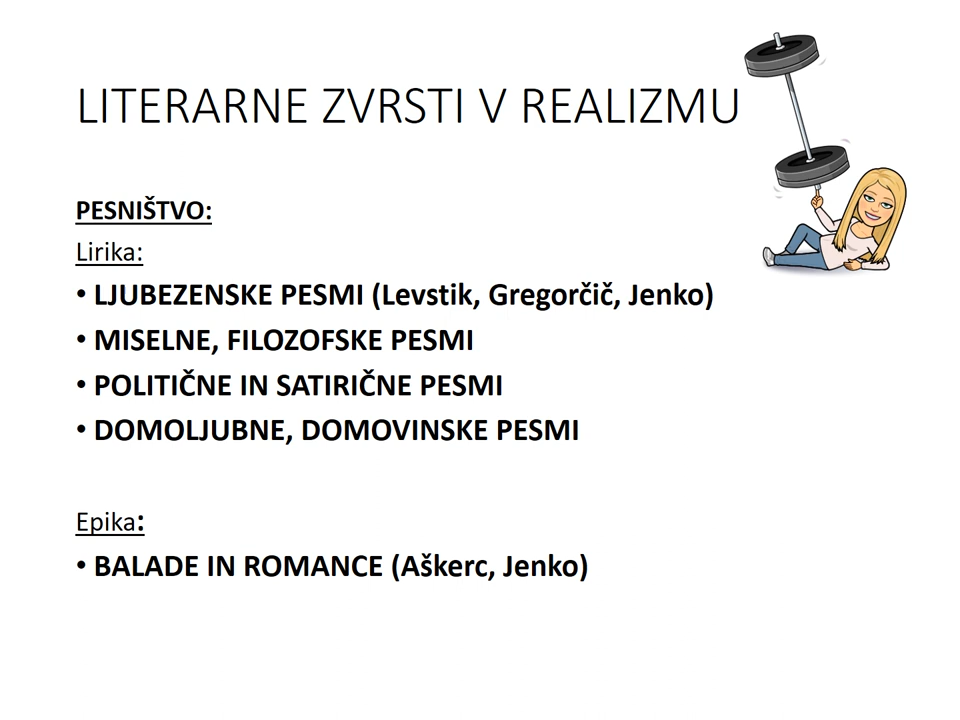 LITERARNE ZVRSTI V REALIZMU
PESNIŠTVO:
Lirika:
• LJUBEZENSKE PESMI (Levstik, Gregorčič, Jenko)
• MISELNE, FILOZOFSKE PESMI
• POLITIČNE IN SATIRIČNE PESMI
• DOMOLJUBNE, DOMOVINSKE PESMI
Epika:
• BALADE IN ROMANCE (Aškerc, Jenko)